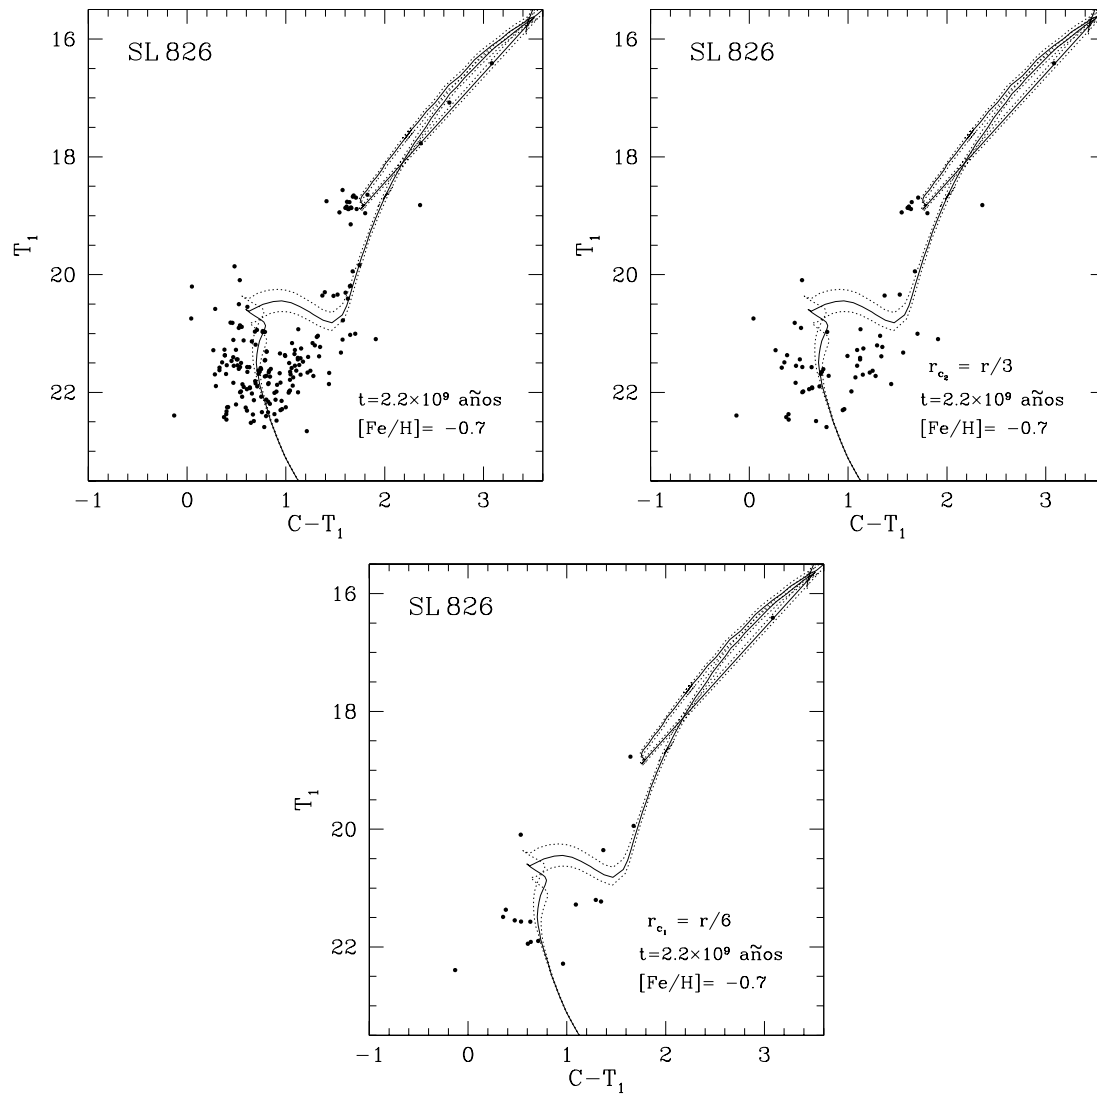 SL 826
16
18
20
22
T₁
t=2.2×10⁹ años
[Fe/H]= −0.7
−1 0 1 2 3
C−T₁
SL 826
16
18
20
22
T₁
r_c₂ = r/3
t=2.2×10⁹ años
[Fe/H]= −0.7
−1 0 1 2 3
C−T₁
SL 826
16
18
20
22
T₁
r_c₁ = r/6
t=2.2×10⁹ años
[Fe/H]= −0.7
−1 0 1 2 3
C−T₁